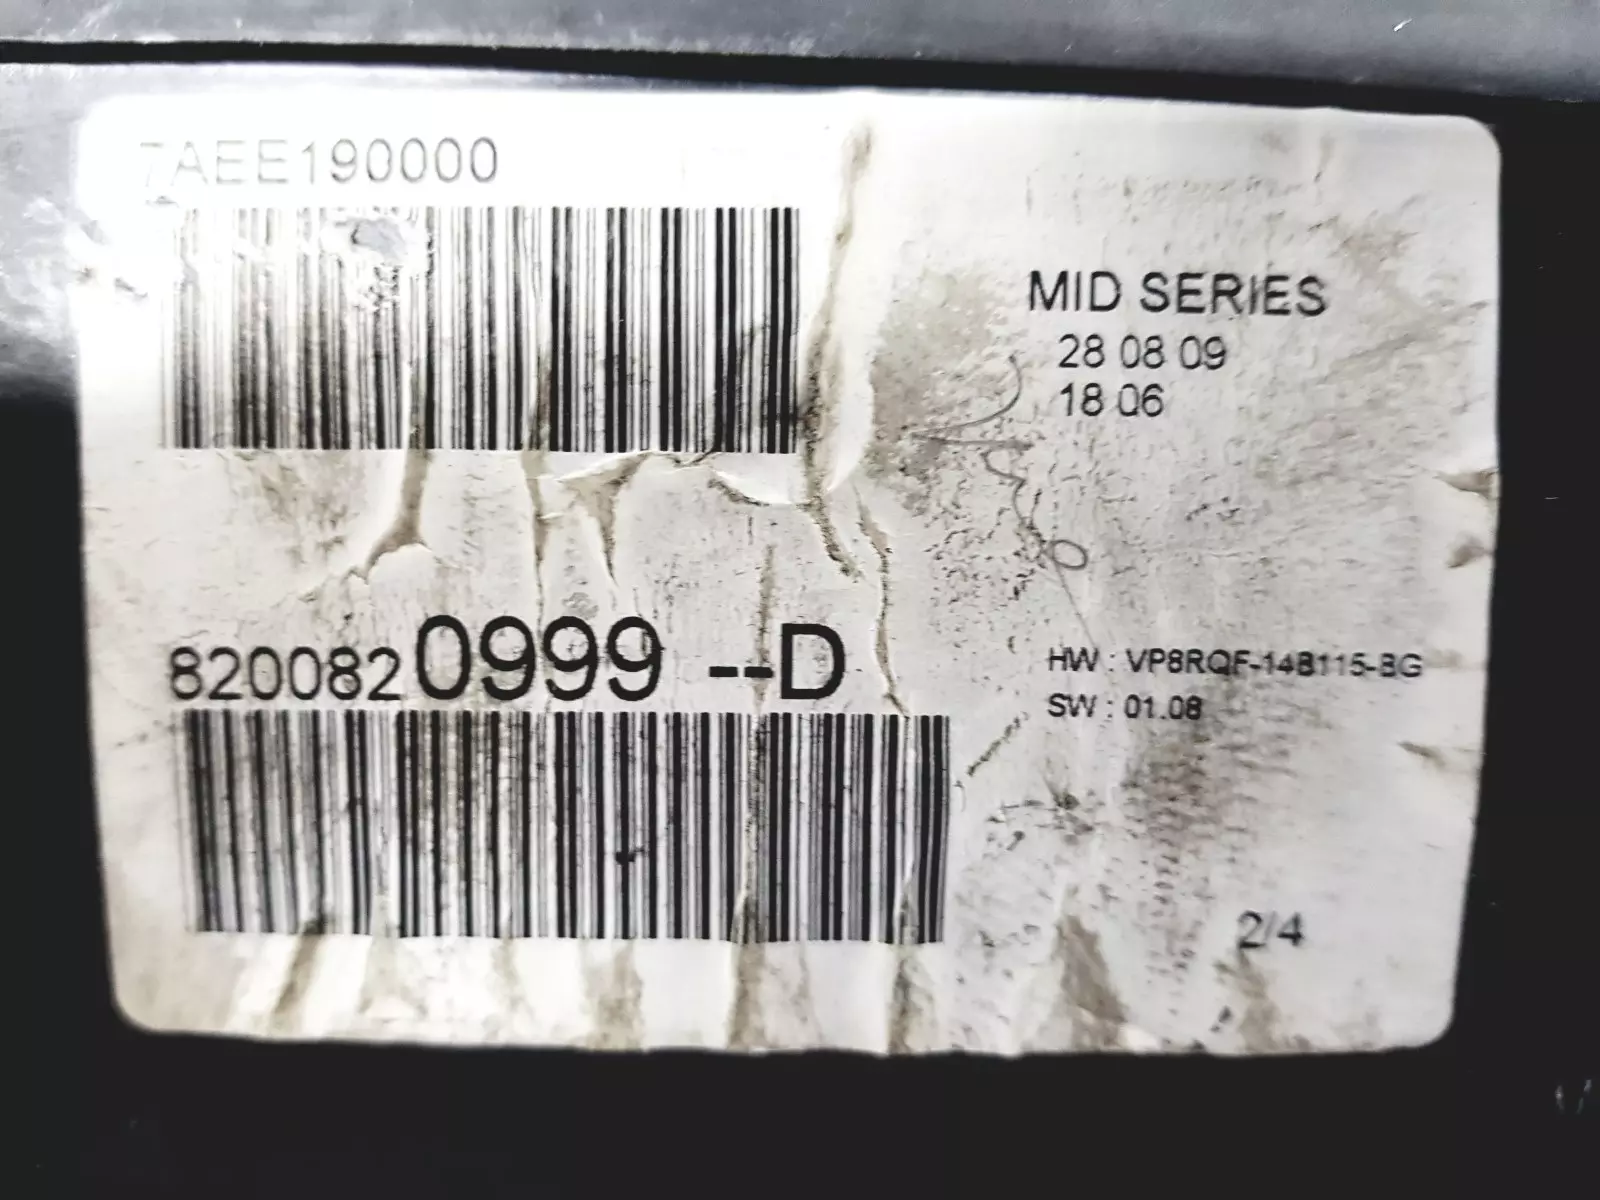 7AEE190000
MID SERIES
28 08 09
18 06
8200820999 --D
HW : VP8RQF-14B115-BG
SW : 01.08
2/4